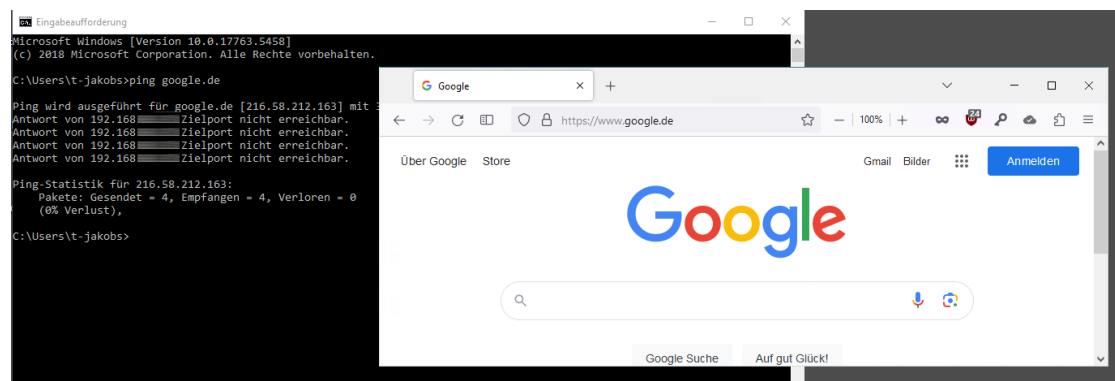 Eingabeaufforderung
Microsoft Windows [Version 10.0.17763.5458]
(c) 2018 Microsoft Corporation. Alle Rechte vorbehalten.
C:\Users\t-jakobs>ping google.de
Ping wird ausgeführt für google.de [216.58.212.163] mit
Antwort von 192.168 Zielport nicht erreichbar.
Antwort von 192.168 Zielport nicht erreichbar.
Antwort von 192.168 Zielport nicht erreichbar.
Antwort von 192.168 Zielport nicht erreichbar.
Ping-Statistik für 216.58.212.163:
Pakete: Gesendet = 4, Empfangen = 4, Verloren = 0
(0% Verlust),
C:\Users\t-jakobs>
G Google
https://www.google.de
100%
24
Über Google Store
Gmail Bilder
Anmelden
Google
Google Suche Auf gut Glück!